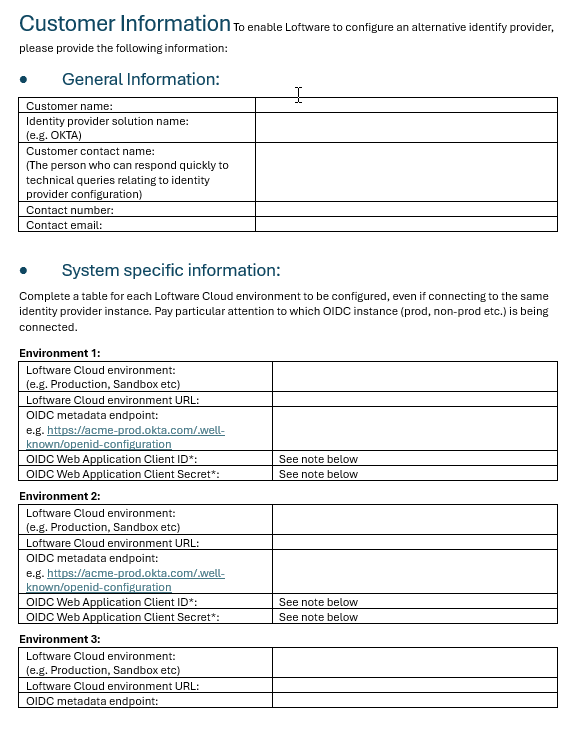 Customer Information To enable Loftware to configure an alternative identify provider,
please provide the following information:
• General Information:
Customer name:
Identity provider solution name:
(e.g. OKTA)
Customer contact name:
(The person who can respond quickly to
technical queries relating to identity
provider configuration)
Contact number:
Contact email:
• System specific information:
Complete a table for each Loftware Cloud environment to be configured, even if connecting to the same
identity provider instance. Pay particular attention to which OIDC instance (prod, non-prod etc.) is being
connected.
Environment 1:
Loftware Cloud environment:
(e.g. Production, Sandbox etc)
Loftware Cloud environment URL:
OIDC metadata endpoint:
e.g. https://acme-prod.okta.com/.well-
known/openid-configuration
OIDC Web Application Client ID*: See note below
OIDC Web Application Client Secret*: See note below
Environment 2:
Loftware Cloud environment:
(e.g. Production, Sandbox etc)
Loftware Cloud environment URL:
OIDC metadata endpoint:
e.g. https://acme-prod.okta.com/.well-
known/openid-configuration
OIDC Web Application Client ID*: See note below
OIDC Web Application Client Secret*: See note below
Environment 3:
Loftware Cloud environment:
(e.g. Production, Sandbox etc)
Loftware Cloud environment URL:
OIDC metadata endpoint: